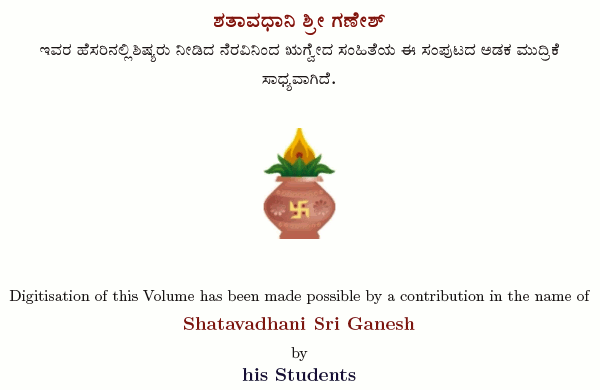 ಶತಾವಧಾನಿ ಶ್ರೀ ಗಣೇಶ್
ಇವರ ಹೆಸರಿನಲ್ಲಿ ಶಿಷ್ಯರು ನೀಡಿದ ನೆರವಿನಿಂದ ಋಗ್ವೇದ ಸಂಹಿತೆಯ ಈ ಸಂಪುಟದ ಅಡಕ ಮುದ್ರಿಕೆ
ಸಾಧ್ಯವಾಗಿದೆ.
Digitisation of this Volume has been made possible by a contribution in the name of
Shatavadhani Sri Ganesh
by
his Students